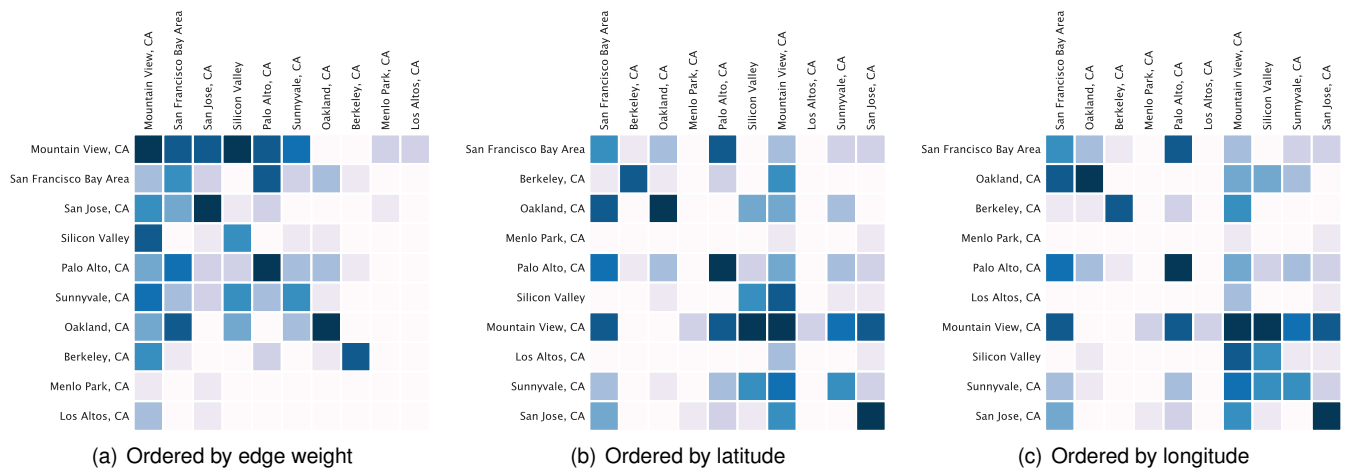 Mountain View, CA
San Francisco Bay Area
San Jose, CA
Silicon Valley
Palo Alto, CA
Sunnyvale, CA
Oakland, CA
Berkeley, CA
Menlo Park, CA
Los Altos, CA
Mountain View, CA
San Francisco Bay Area
San Jose, CA
Silicon Valley
Palo Alto, CA
Sunnyvale, CA
Oakland, CA
Berkeley, CA
Menlo Park, CA
Los Altos, CA
(a) Ordered by edge weight
San Francisco Bay Area
Berkeley, CA
Oakland, CA
Menlo Park, CA
Palo Alto, CA
Silicon Valley
Mountain View, CA
Los Altos, CA
Sunnyvale, CA
San Jose, CA
San Francisco Bay Area
Berkeley, CA
Oakland, CA
Menlo Park, CA
Palo Alto, CA
Silicon Valley
Mountain View, CA
Los Altos, CA
Sunnyvale, CA
San Jose, CA
(b) Ordered by latitude
San Francisco Bay Area
Oakland, CA
Berkeley, CA
Menlo Park, CA
Palo Alto, CA
Los Altos, CA
Mountain View, CA
Silicon Valley
Sunnyvale, CA
San Jose, CA
San Francisco Bay Area
Oakland, CA
Berkeley, CA
Menlo Park, CA
Palo Alto, CA
Los Altos, CA
Mountain View, CA
Silicon Valley
Sunnyvale, CA
San Jose, CA
(c) Ordered by longitude